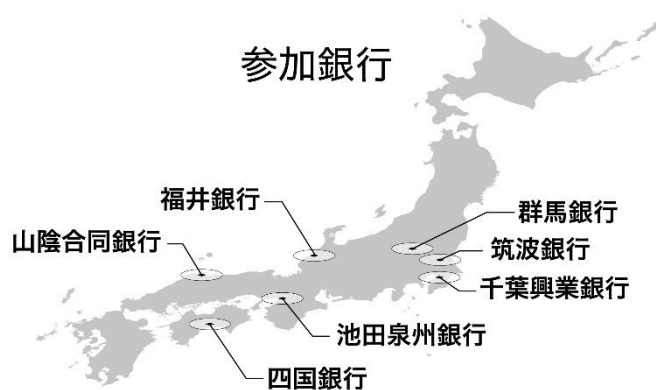 参加銀行
福井銀行
群馬銀行
山陰合同銀行
筑波銀行
千葉興業銀行
池田泉州銀行
四国銀行